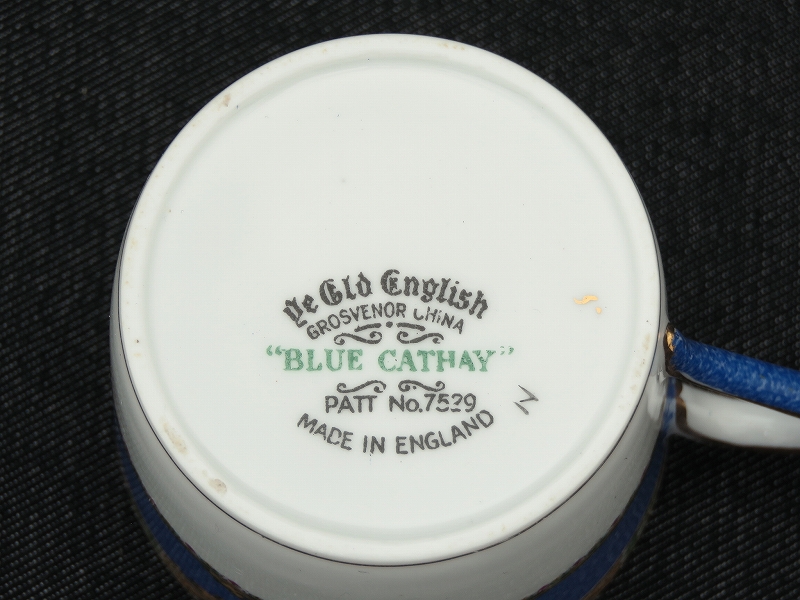 Ye Old English
GROSVENOR CHINA
“BLUE CATHAY”
PATT No. 7529
MADE IN ENGLAND
N